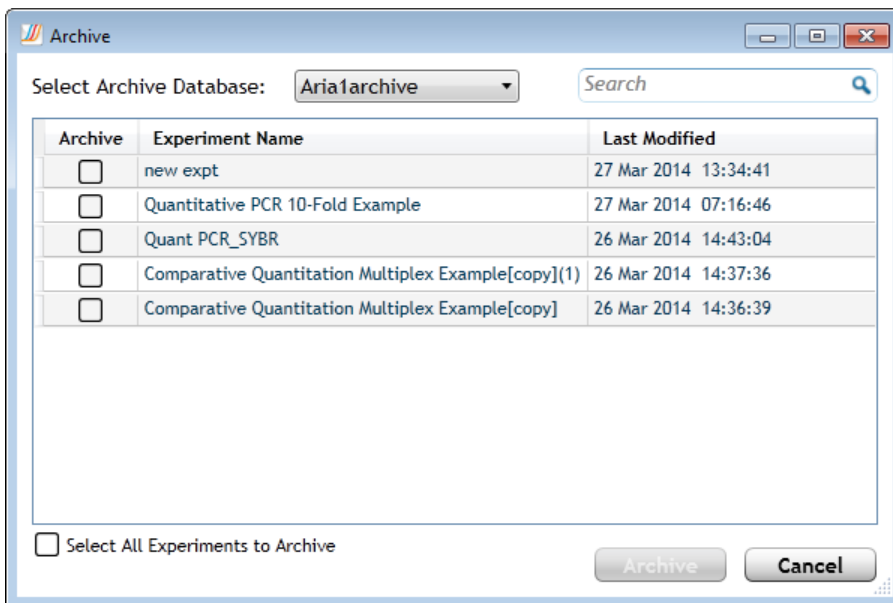 Archive
Select Archive Database: Aria1archive Search
Archive Experiment Name Last Modified
new expt 27 Mar 2014 13:34:41
Quantitative PCR 10-Fold Example 27 Mar 2014 07:16:46
Quant PCR_SYBR 26 Mar 2014 14:43:04
Comparative Quantitation Multiplex Example[copy](1) 26 Mar 2014 14:37:36
Comparative Quantitation Multiplex Example[copy] 26 Mar 2014 14:36:39
Select All Experiments to Archive
Archive Cancel